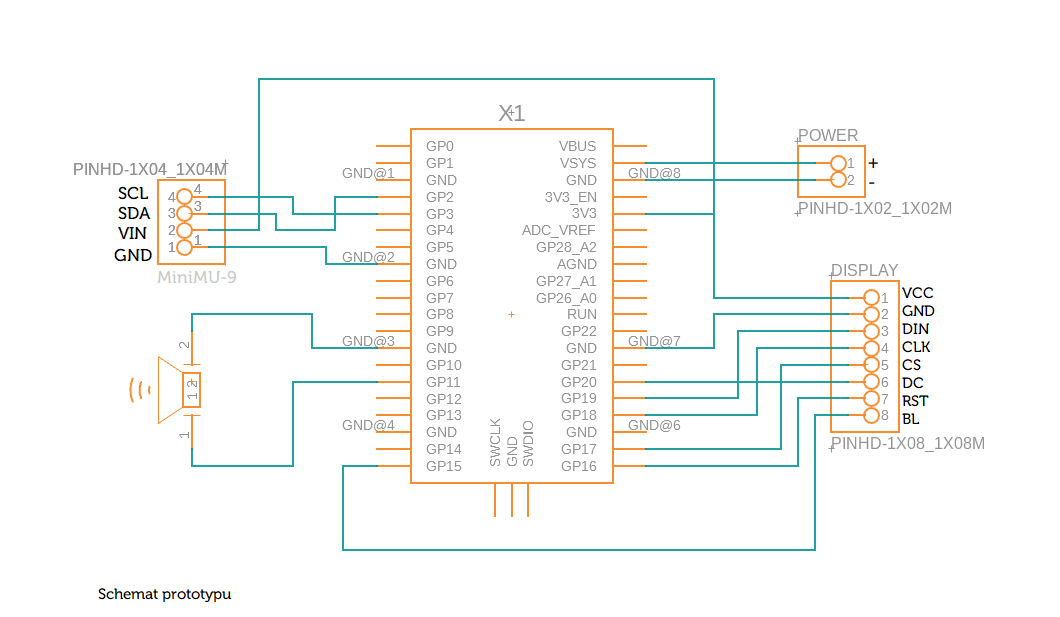 X1
PINHD-1X04_1X04M
SCL 4 4
SDA 3 3
VIN 2
GND 1 1
MiniMU-9
2
1 2
1
GP0
GP1
GND@1 GND
GP2
GP3
GP4
GP5
GND@2 GND
GP6
GP7
GP8
GP9
GND@3 GND
GP10
GP11
GP12
GP13
GND@4 GND
GP14
GP15
SWCLK
GND
SWDIO
VBUS
VSYS
GND GND@8
3V3_EN
3V3
ADC_VREF
GP28_A2
AGND
GP27_A1
GP26_A0
RUN
GP22
GND GND@7
GP21
GP20
GP19
GP18
GND GND@6
GP17
GP16
POWER
1 +
2 -
PINHD-1X02_1X02M
DISPLAY
1 VCC
2 GND
3 DIN
4 CLK
5 CS
6 DC
7 RST
8 BL
PINHD-1X08_1X08M
Schemat prototypu